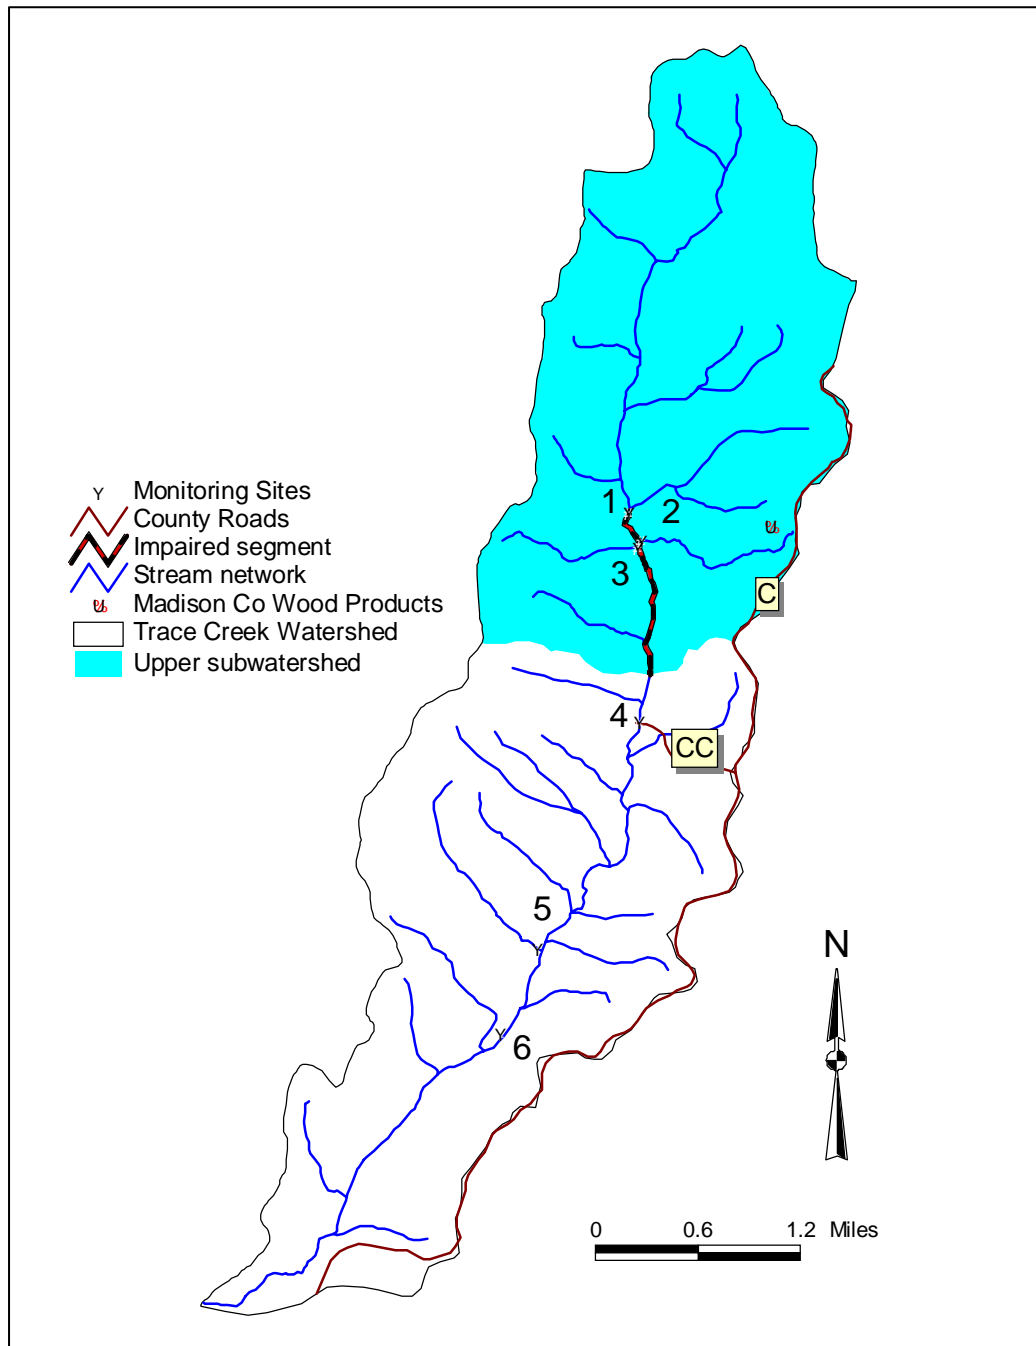 1
2
3
Monitoring Sites
County Roads
Impaired segment
Stream network
Madison Co Wood Products
Trace Creek Watershed
Upper subwatershed
C
4
CC
5
N
6
0 0.6 1.2 Miles